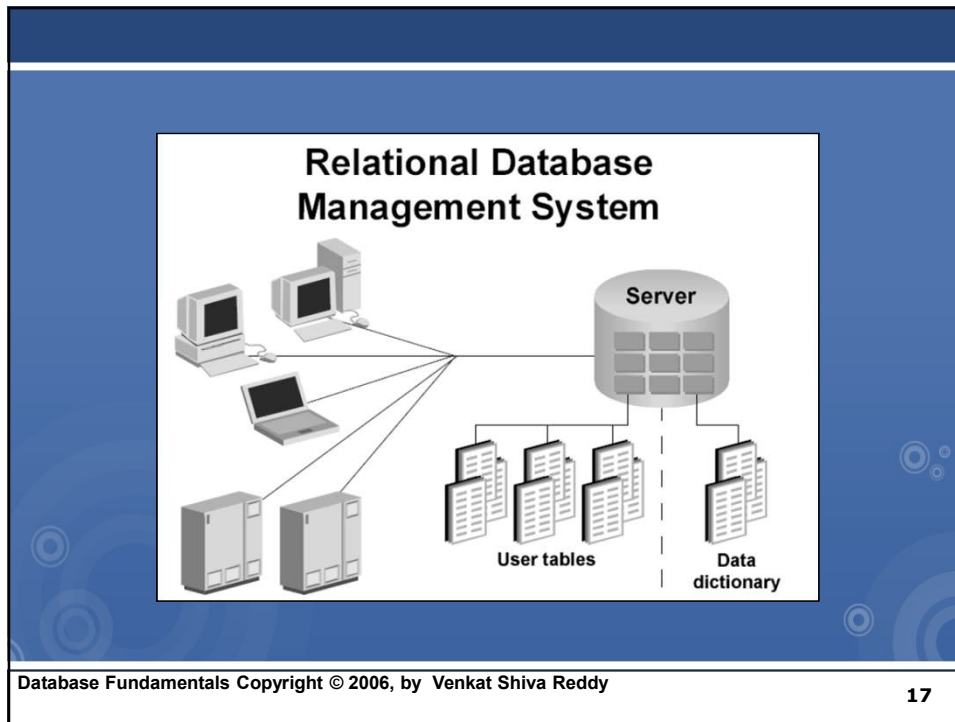 Relational Database
Management System
Server
User tables
Data
dictionary
Database Fundamentals Copyright © 2006, by Venkat Shiva Reddy
17